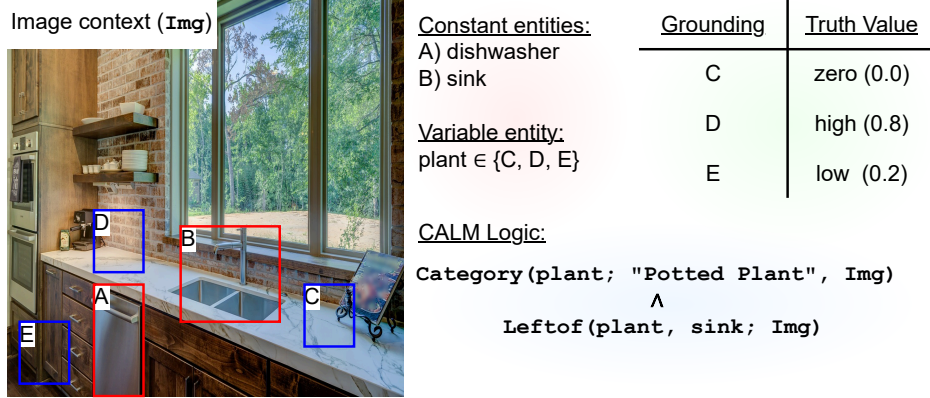 Image context (Img)
D
B
A
C
E
Constant entities:
A) dishwasher
B) sink
Variable entity:
plant ∈ {C, D, E}
Grounding Truth Value
C zero (0.0)
D high (0.8)
E low (0.2)
CALM Logic:
Category(plant; "Potted Plant", Img)
∧
Leftof(plant, sink; Img)